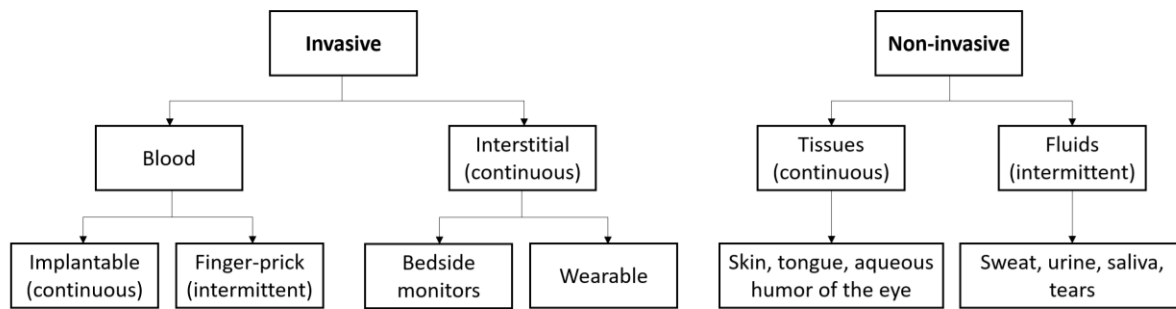 Invasive
Non-invasive
Blood
Interstitial
(continuous)
Tissues
(continuous)
Fluids
(intermittent)
Implantable
(continuous)
Finger-prick
(intermittent)
Bedside
monitors
Wearable
Skin, tongue, aqueous
humor of the eye
Sweat, urine, saliva,
tears